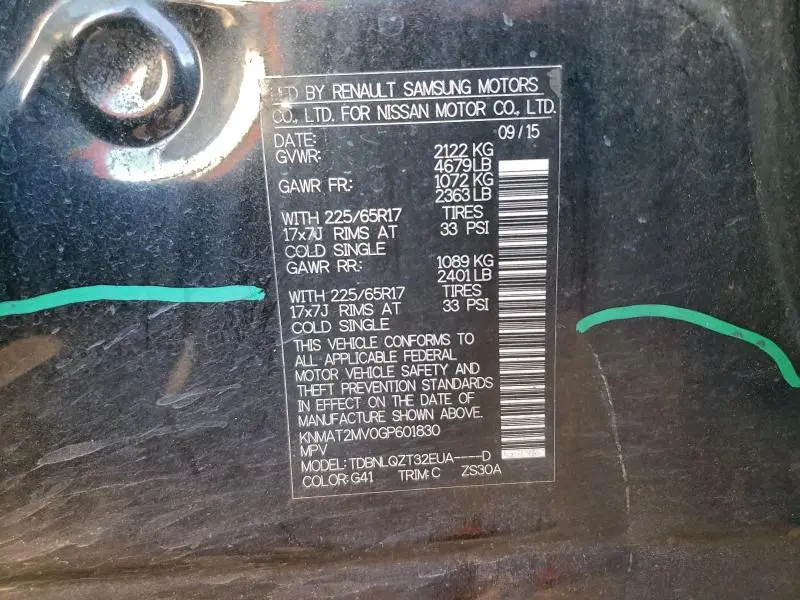 ED BY RENAULT SAMSUNG MOTORS
CO., LTD. FOR NISSAN MOTOR CO., LTD.
DATE: 09/15
GVWR: 2122 KG
4679 LB
GAWR FR: 1072 KG
2363 LB
WITH 225/65R17 TIRES
17x7J RIMS AT 33 PSI
COLD SINGLE
GAWR RR: 1089 KG
2401 LB
WITH 225/65R17 TIRES
17x7J RIMS AT 33 PSI
COLD SINGLE
THIS VEHICLE CONFORMS TO
ALL APPLICABLE FEDERAL
MOTOR VEHICLE SAFETY AND
THEFT PREVENTION STANDARDS
IN EFFECT ON THE DATE OF
MANUFACTURE SHOWN ABOVE.
KNMAT2MV0GP601830
MPV
MODEL: TDBNLQZT32EUA----D
COLOR: G41 TRIM: C ZS30A